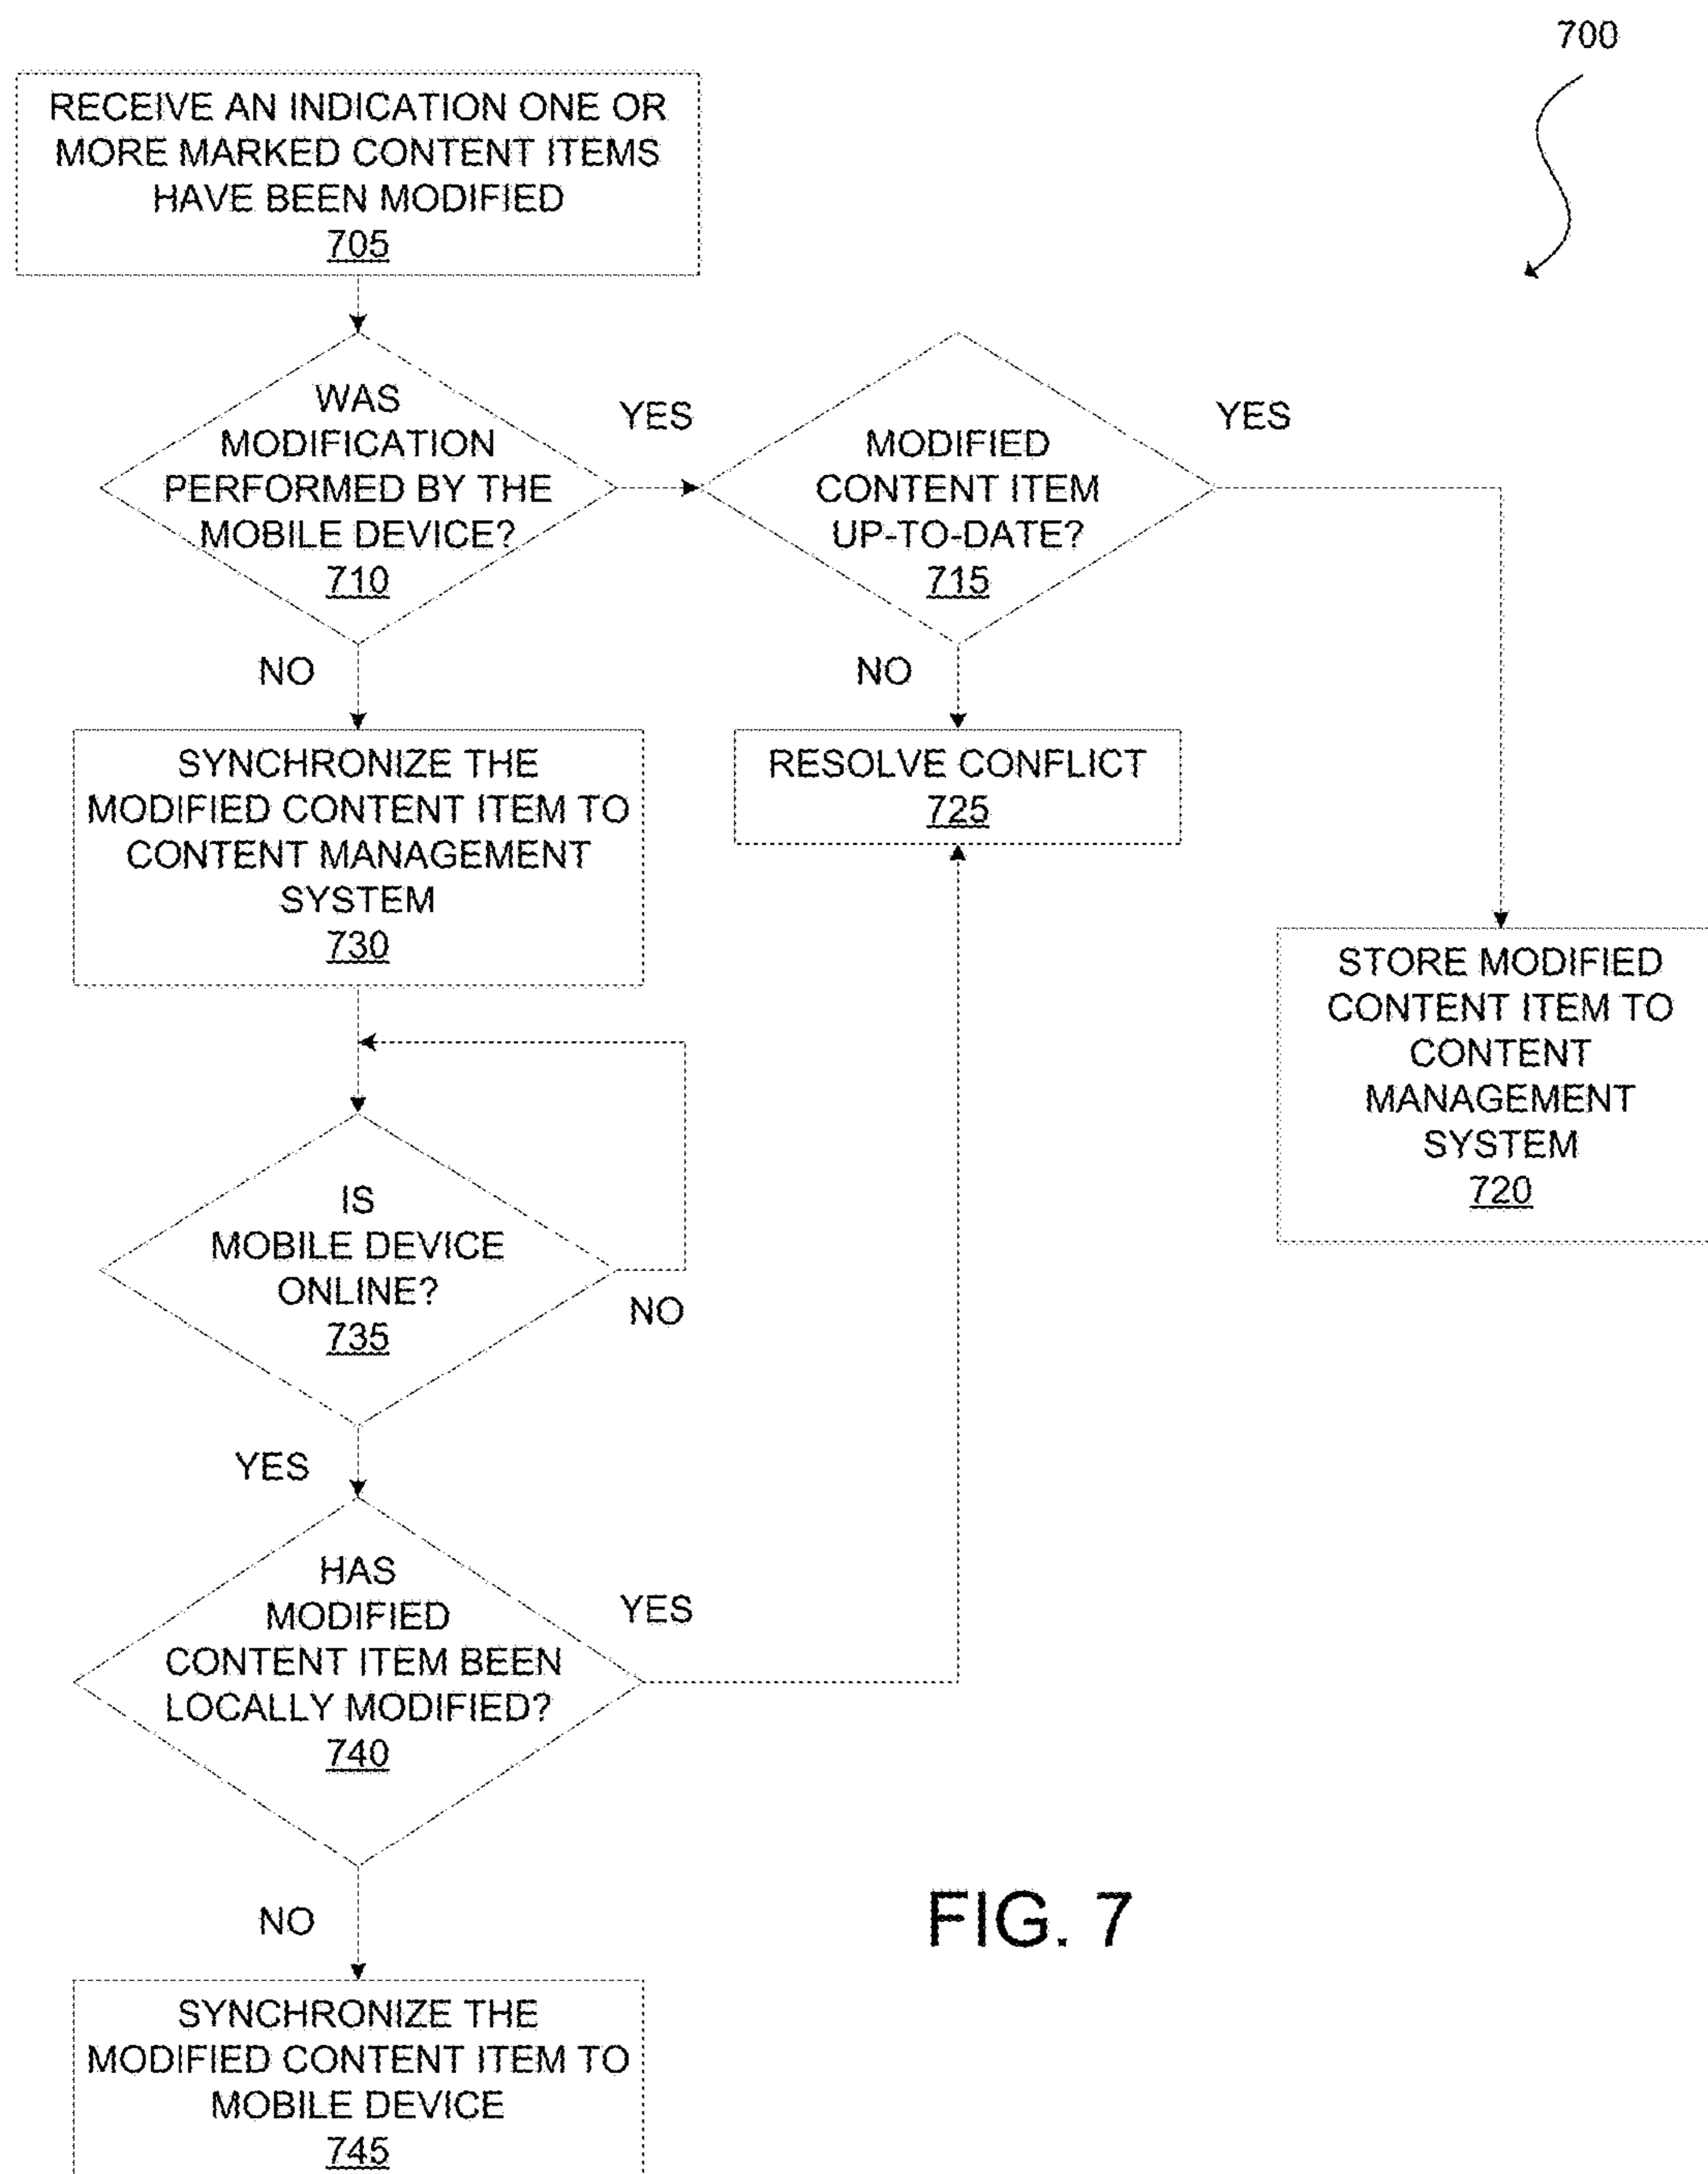 700
RECEIVE AN INDICATION ONE OR
MORE MARKED CONTENT ITEMS
HAVE BEEN MODIFIED
705
WAS
MODIFICATION
PERFORMED BY THE
MOBILE DEVICE?
710
YES
MODIFIED
CONTENT ITEM
UP-TO-DATE?
715
YES
NO
NO
SYNCHRONIZE THE
MODIFIED CONTENT ITEM TO
CONTENT MANAGEMENT
SYSTEM
730
RESOLVE CONFLICT
725
STORE MODIFIED
CONTENT ITEM TO
CONTENT
MANAGEMENT
SYSTEM
720
IS
MOBILE DEVICE
ONLINE?
735
NO
YES
HAS
MODIFIED
CONTENT ITEM BEEN
LOCALLY MODIFIED?
740
YES
NO
SYNCHRONIZE THE
MODIFIED CONTENT ITEM TO
MOBILE DEVICE
745
FIG. 7